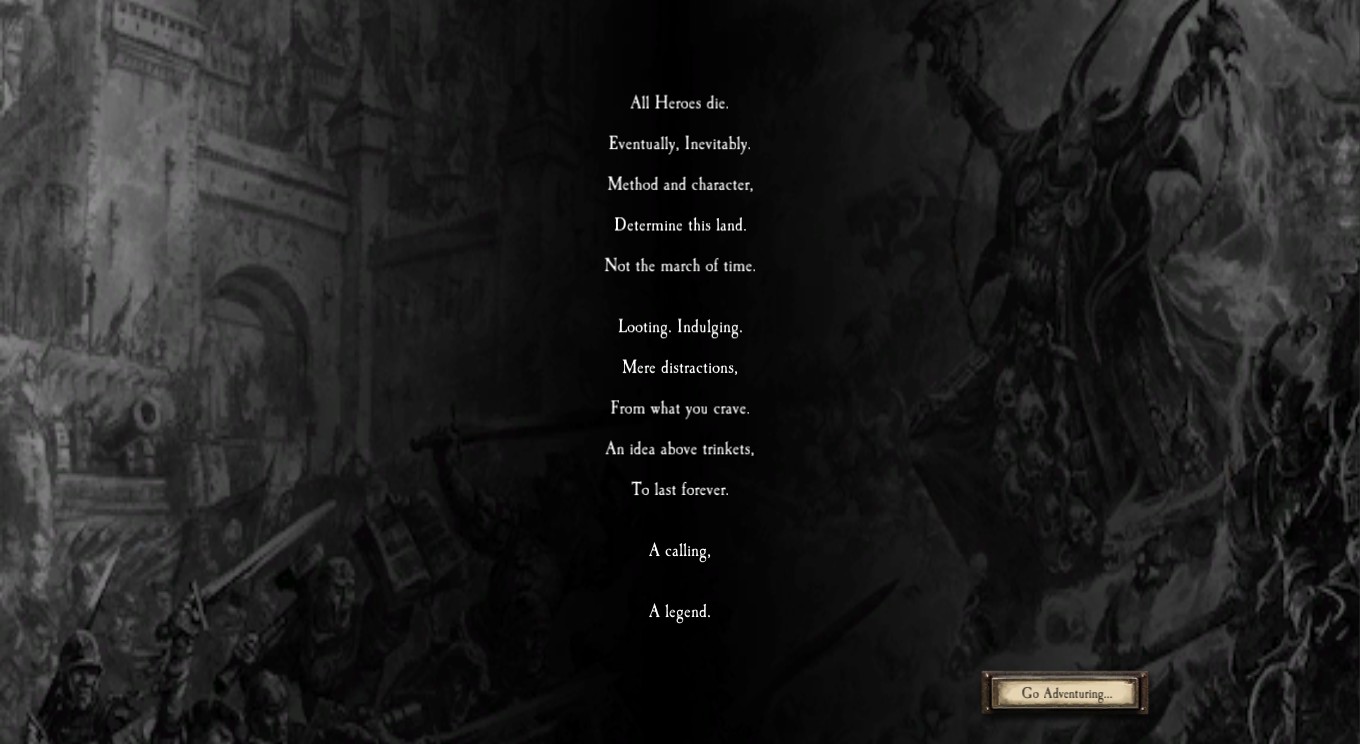 All Heroes die.
Eventually, Inevitably.
Method and character,
Determine this land.
Not the march of time.
Looting. Indulging.
Mere distractions,
From what you crave.
An idea above trinkets,
To last forever.
A calling,
A legend.
Go Adventuring...